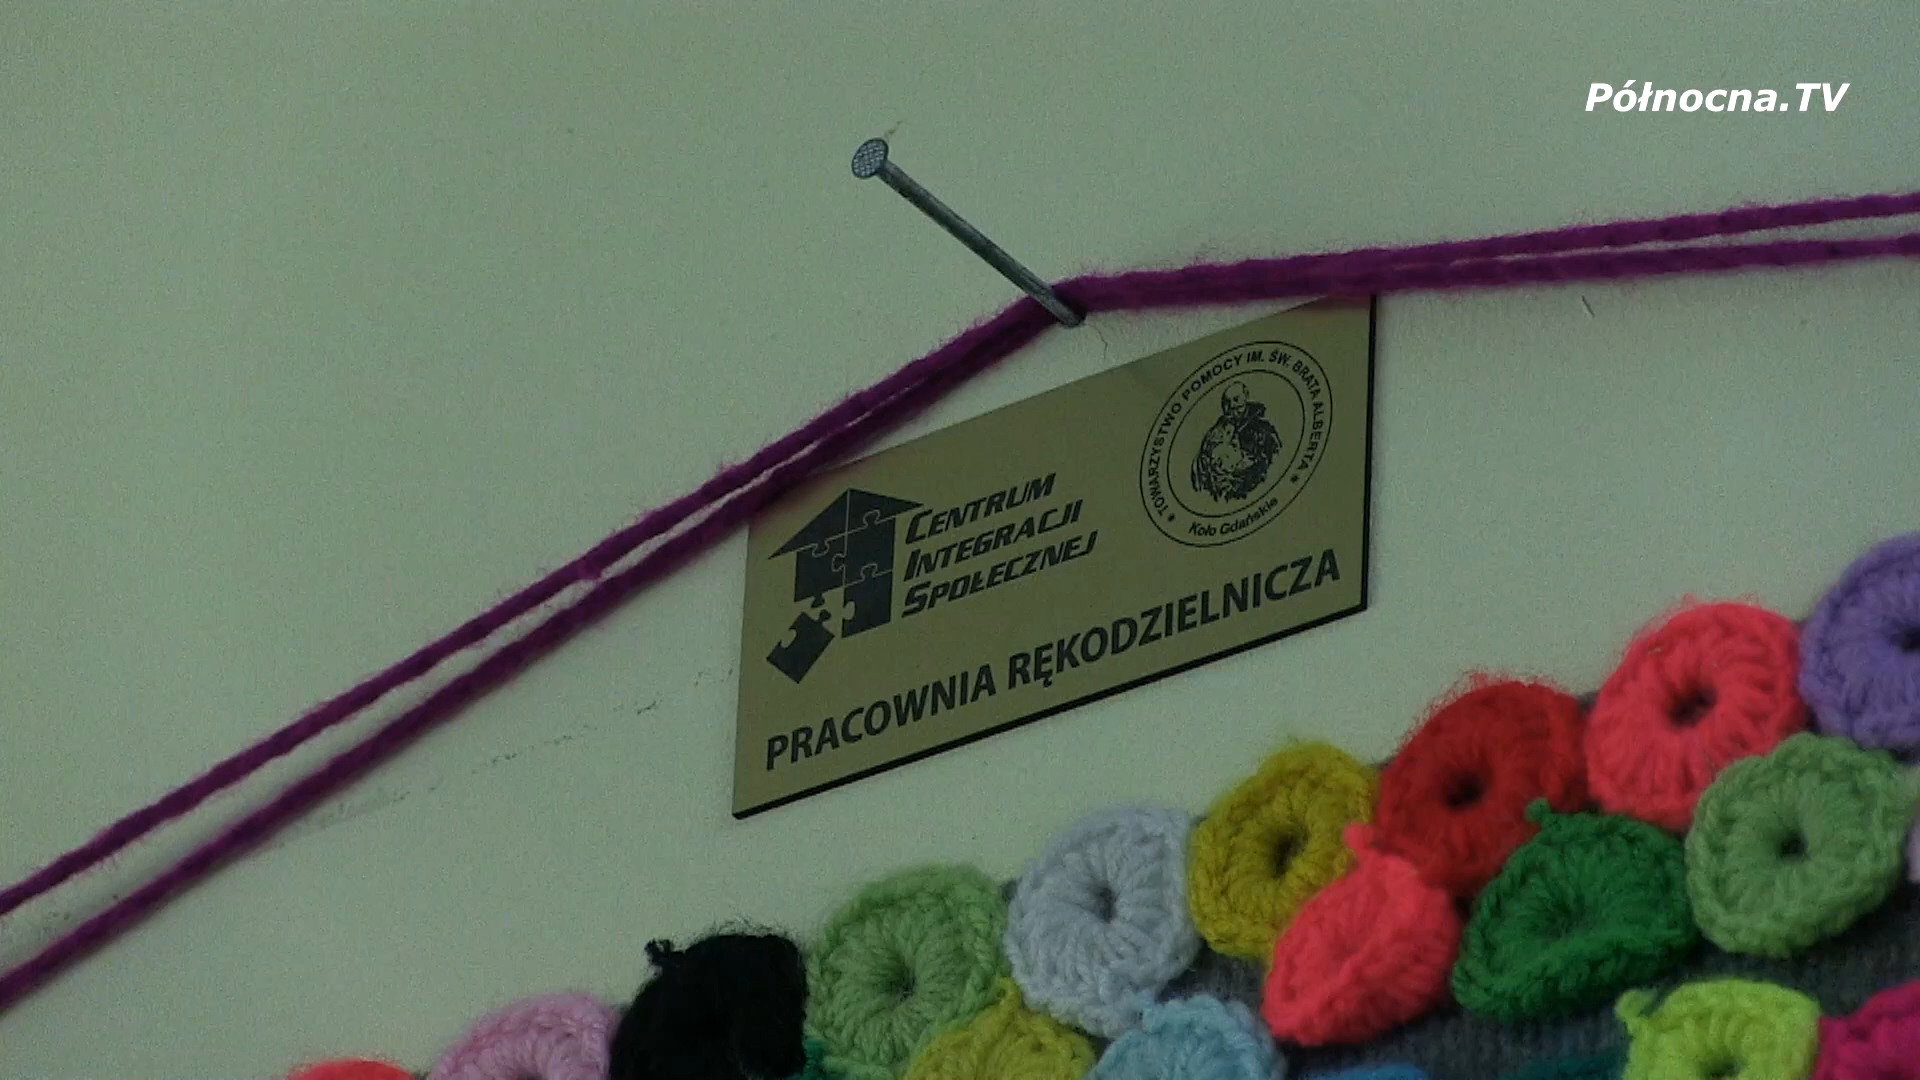 Północna.TV
TOWARZYSTWO POMOCY IM. ŚW. BRATA ALBERTA
Koło Gdańskie
CENTRUM
INTEGRACJI
SPOŁECZNEJ
PRACOWNIA RĘKODZIELNICZA